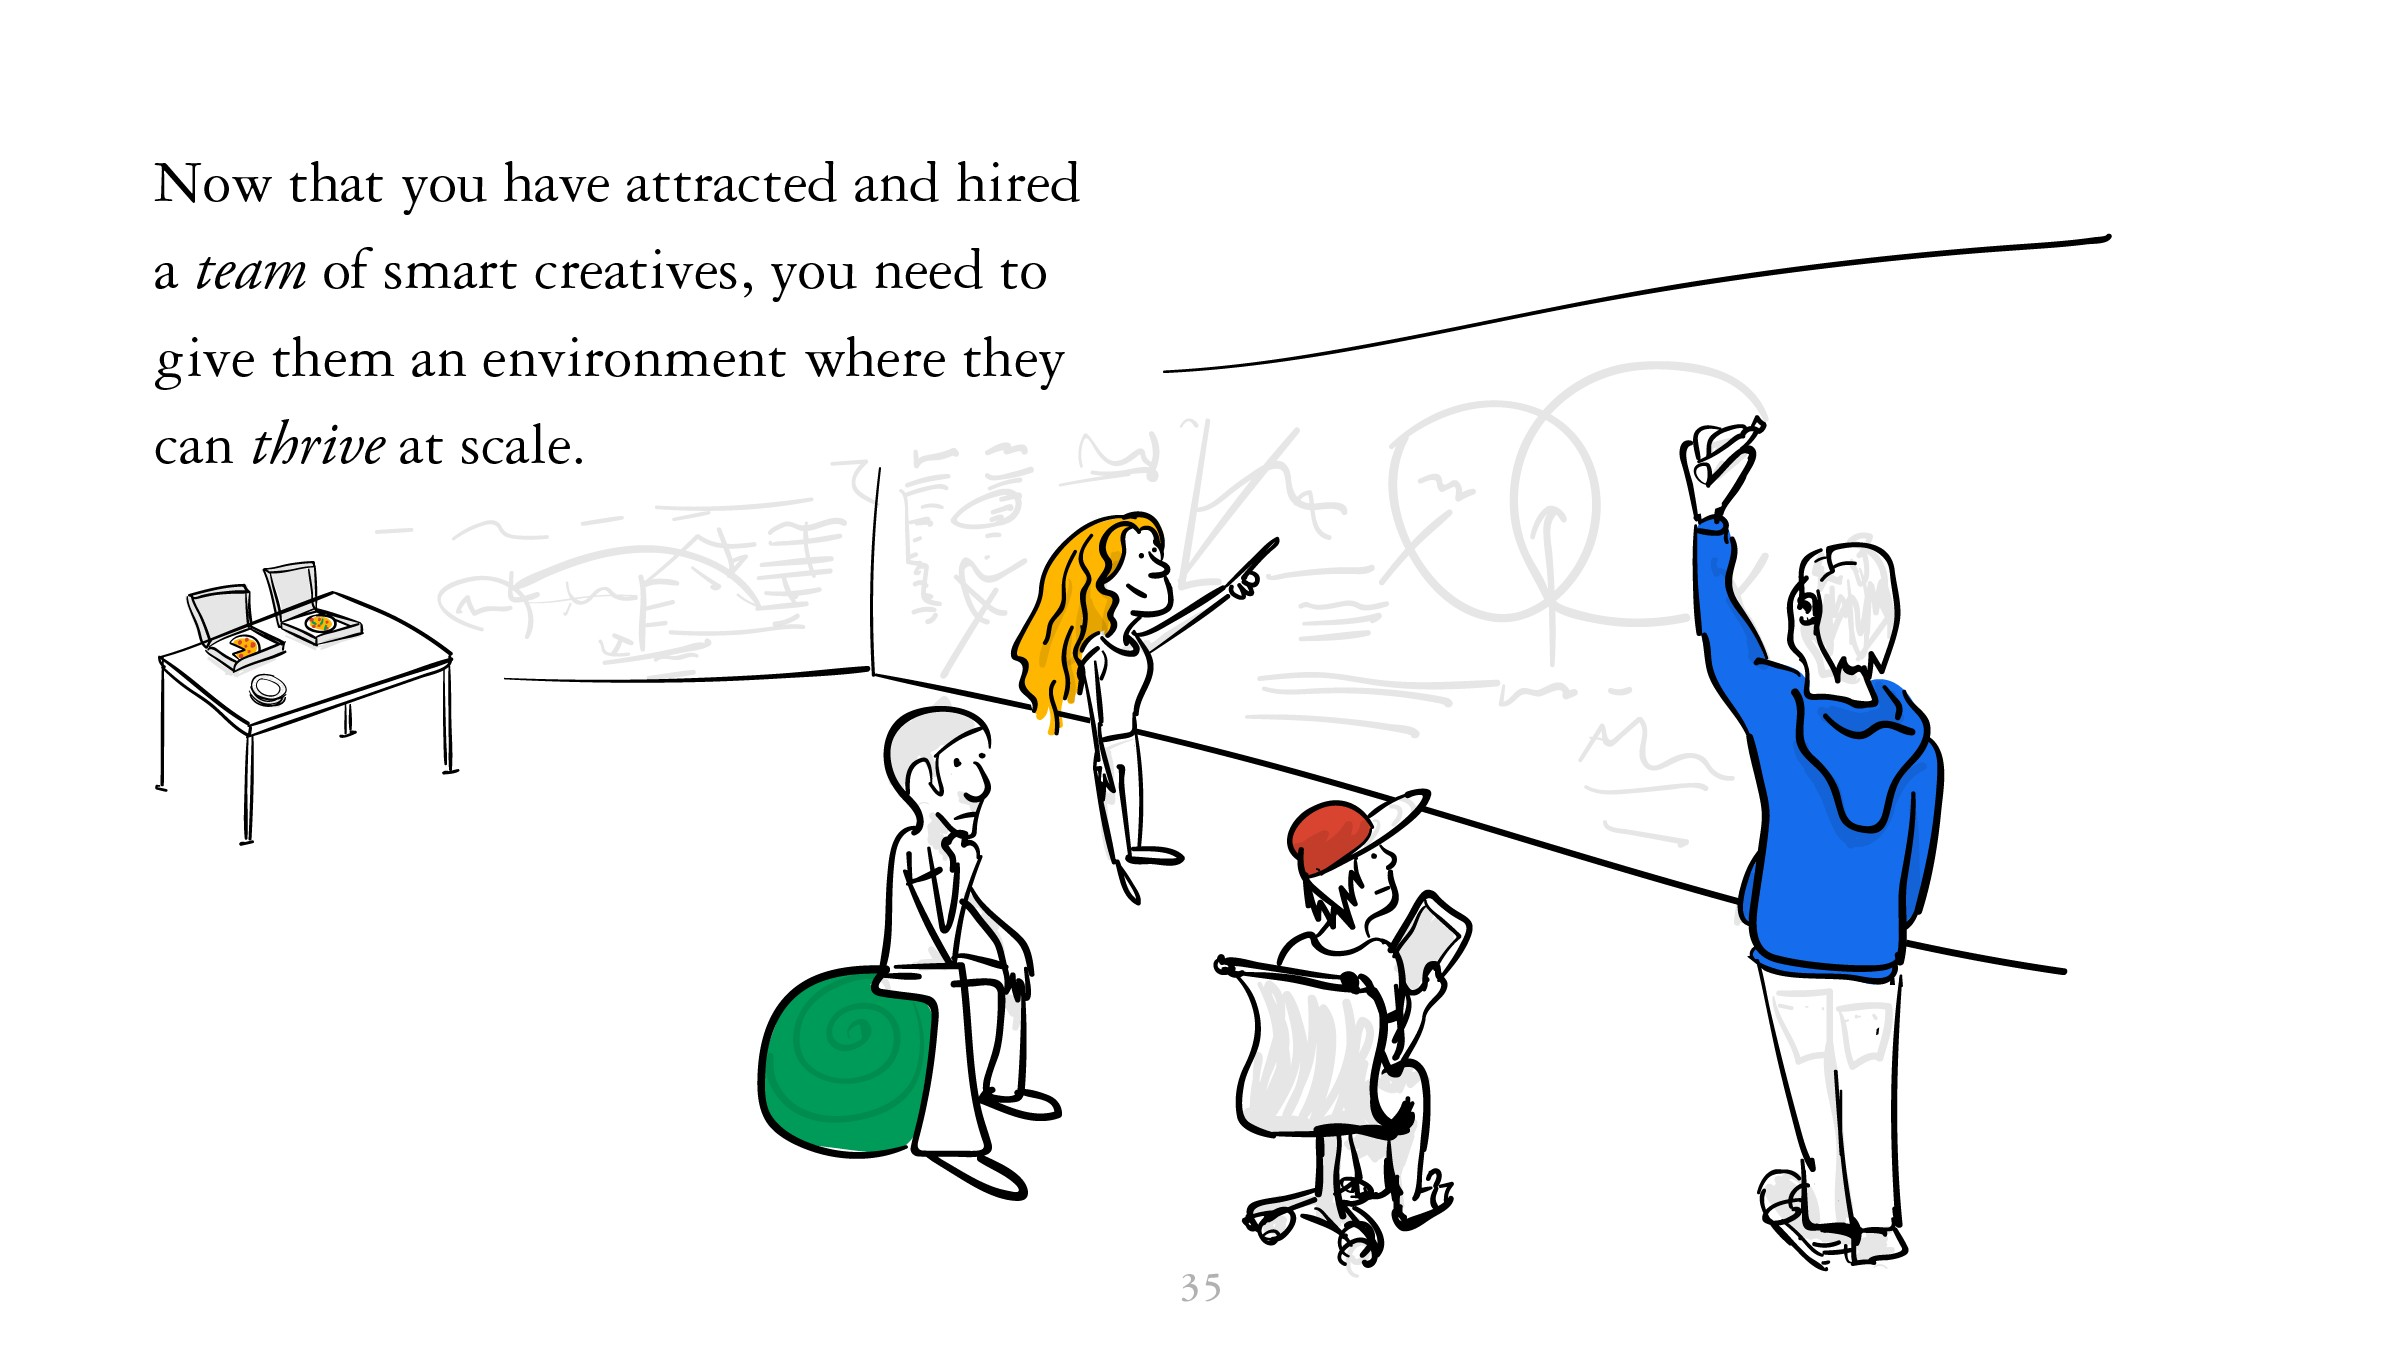 Now that you have attracted and hired
a team of smart creatives, you need to
give them an environment where they
can thrive at scale.
35